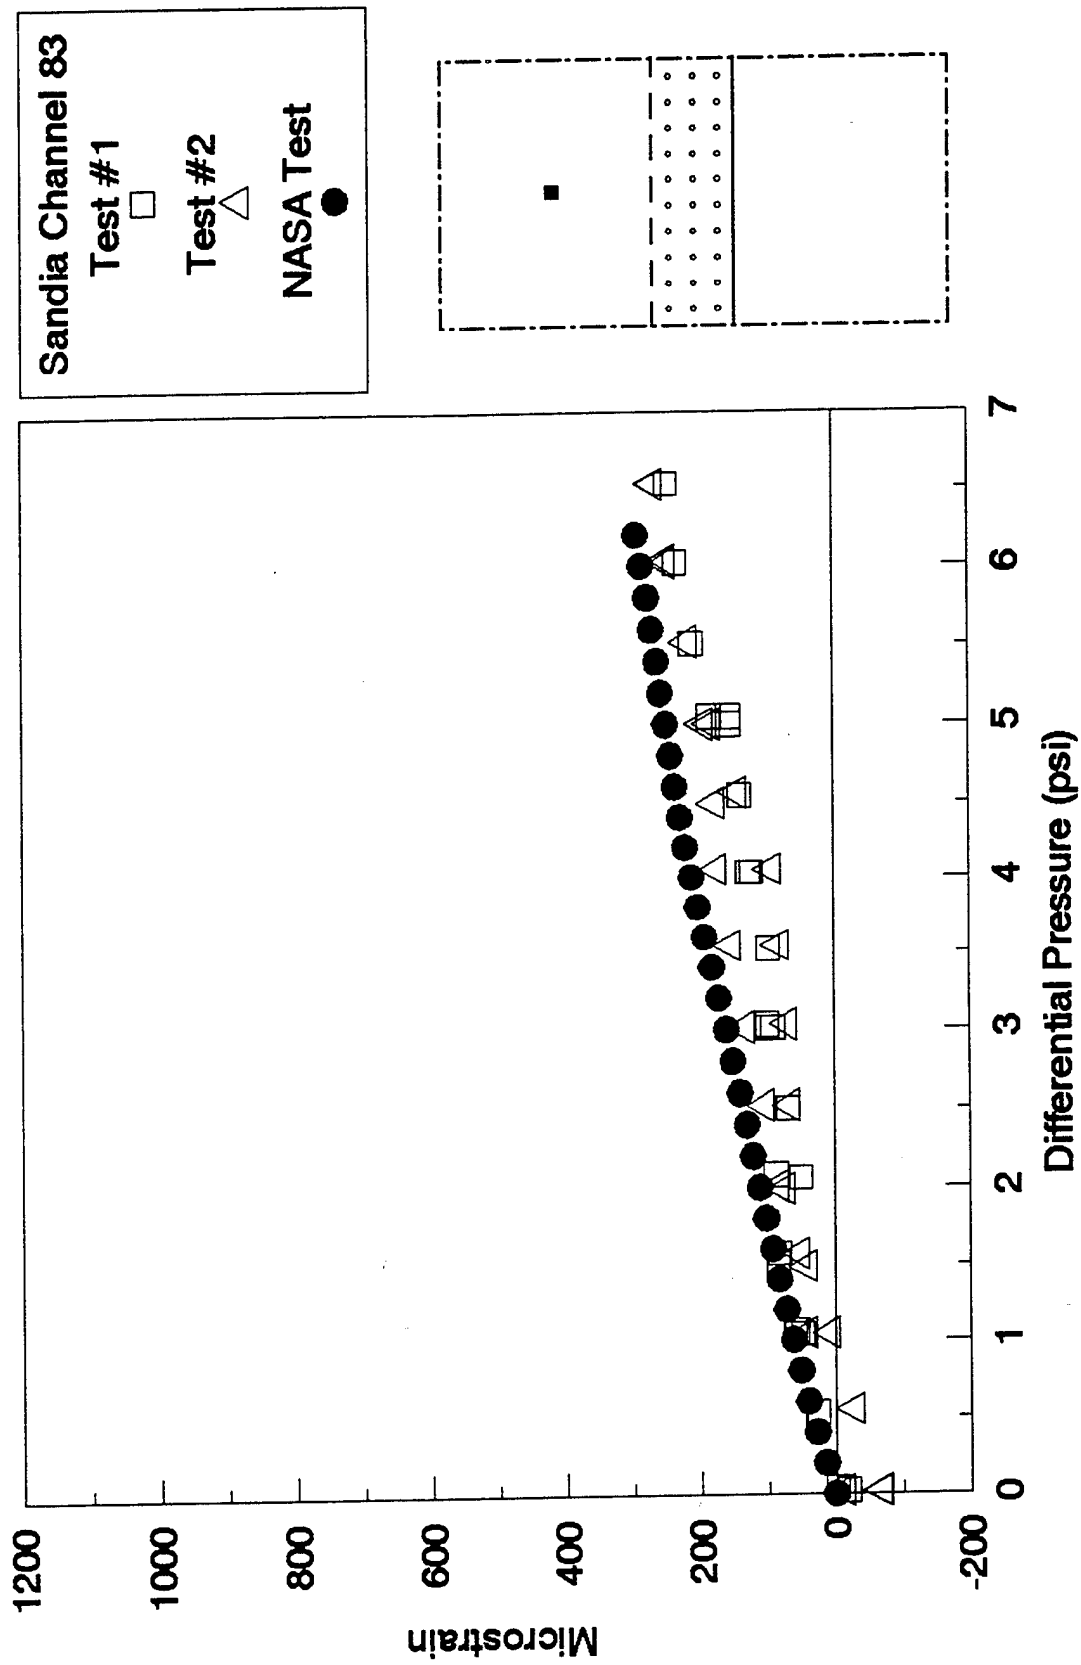 Sandia Channel 83
Test #1
Test #2
NASA Test
1200
1000
800
600
400
200
0
-200
Microstrain
0
1
2
3
4
5
6
7
Differential Pressure (psi)